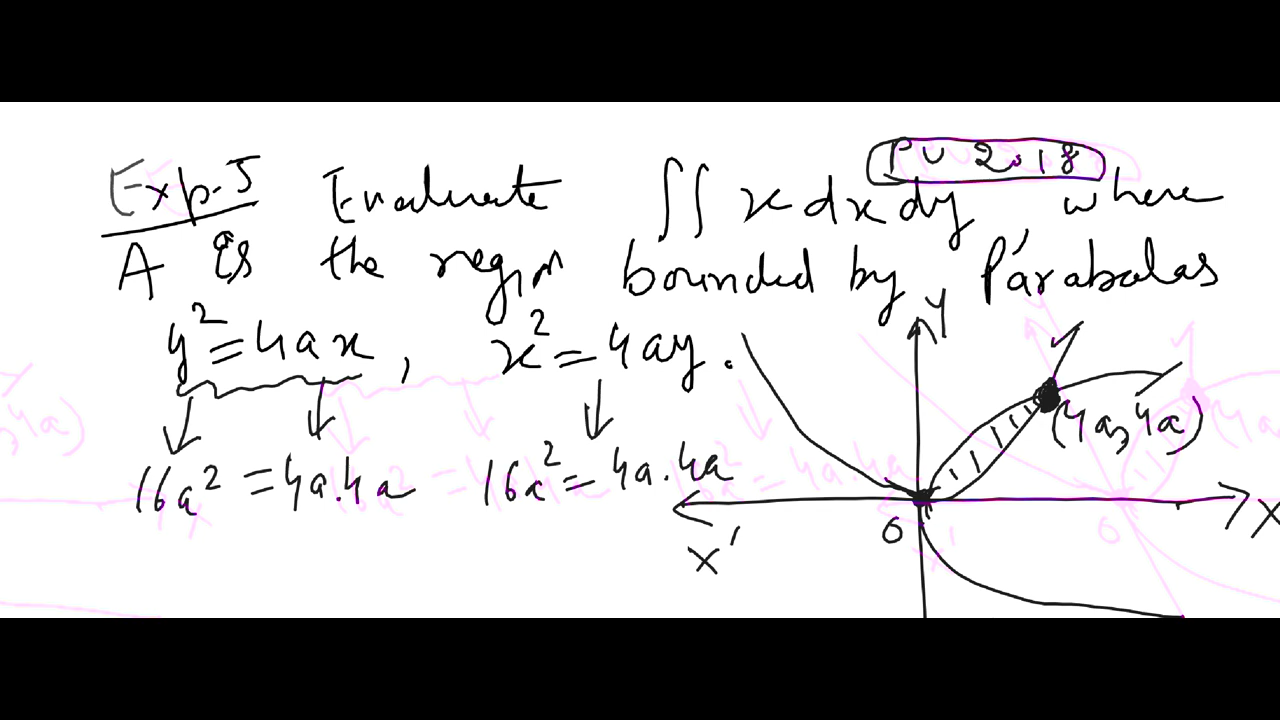 PU 2018
Exp.5 Evaluate ∫∫ x dx dy where
A is the region bounded by Parabolas
y² = 4ax , x² = 4ay .
16a² = 4a.4a 16a² = 4a.4a
Y
(4a, 4a)
O
X
X'